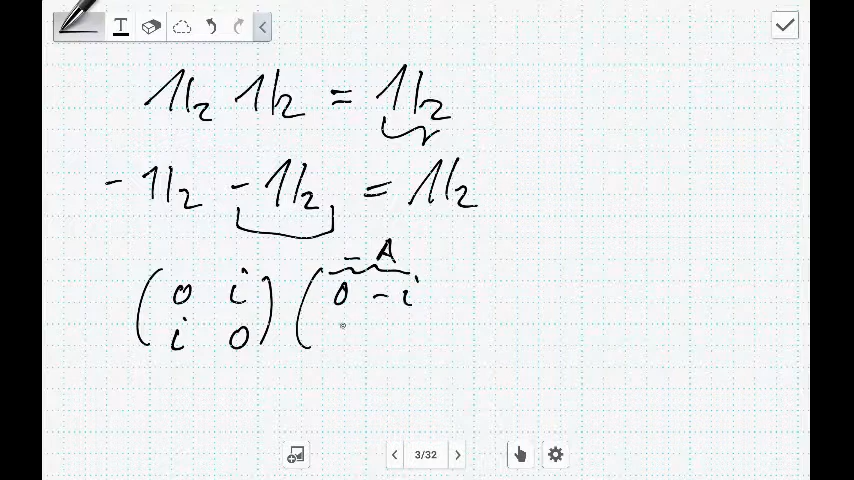 𝟙₂ 𝟙₂ = 𝟙₂
- 𝟙₂ - 𝟙₂ = 𝟙₂
- A
( 0 i ) ( 0 - i
i 0
T
3/32